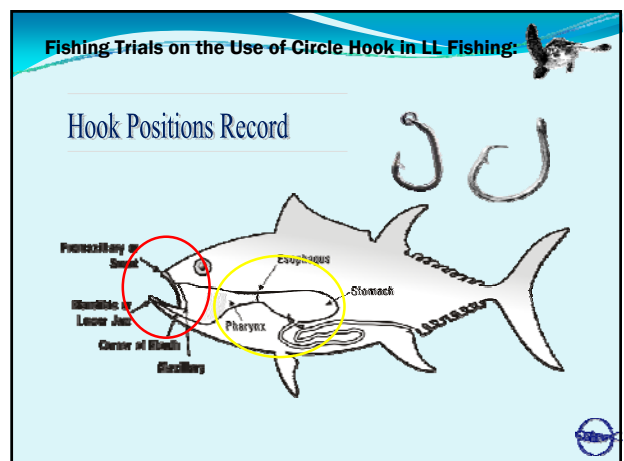 Fishing Trials on the Use of Circle Hook in LL Fishing:
Hook Positions Record
Premaxillary or
Snout
Esophagus
Stomach
Mandible or
Lower Jaw
Pharynx
Corner of Mouth
Maxillary